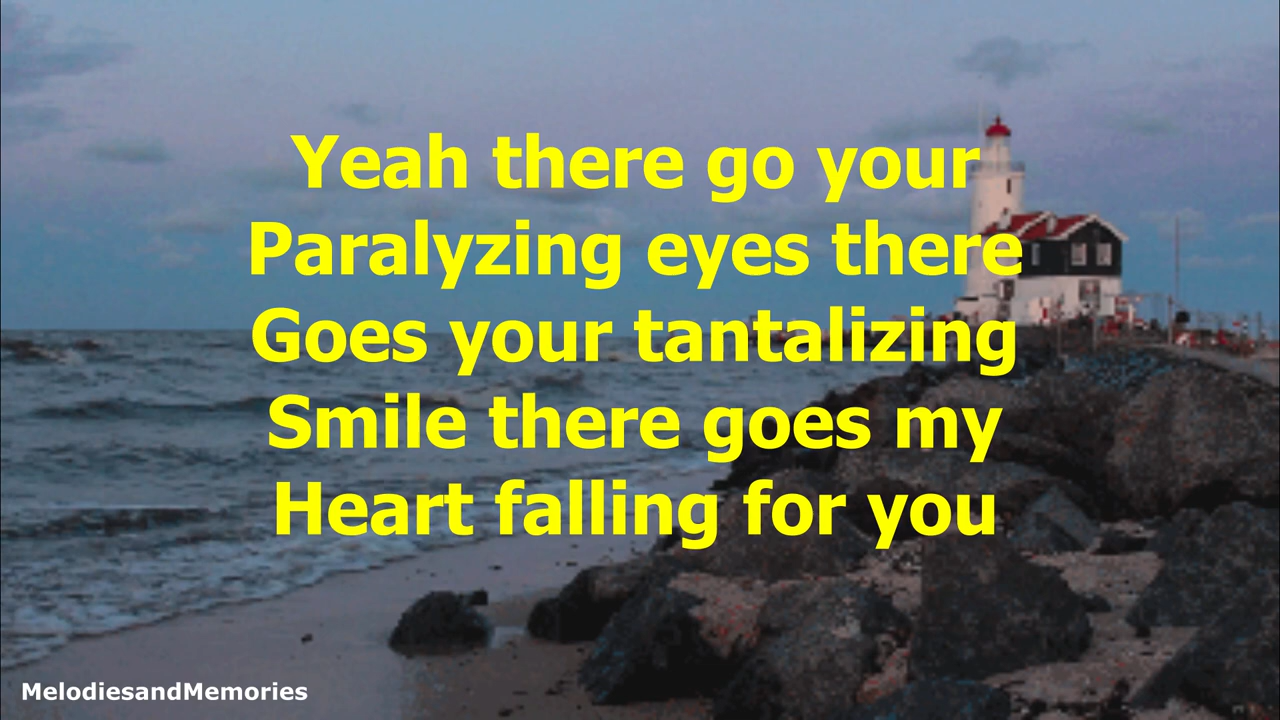 Yeah there go your
Paralyzing eyes there
Goes your tantalizing
Smile there goes my
Heart falling for you
MelodiesandMemories